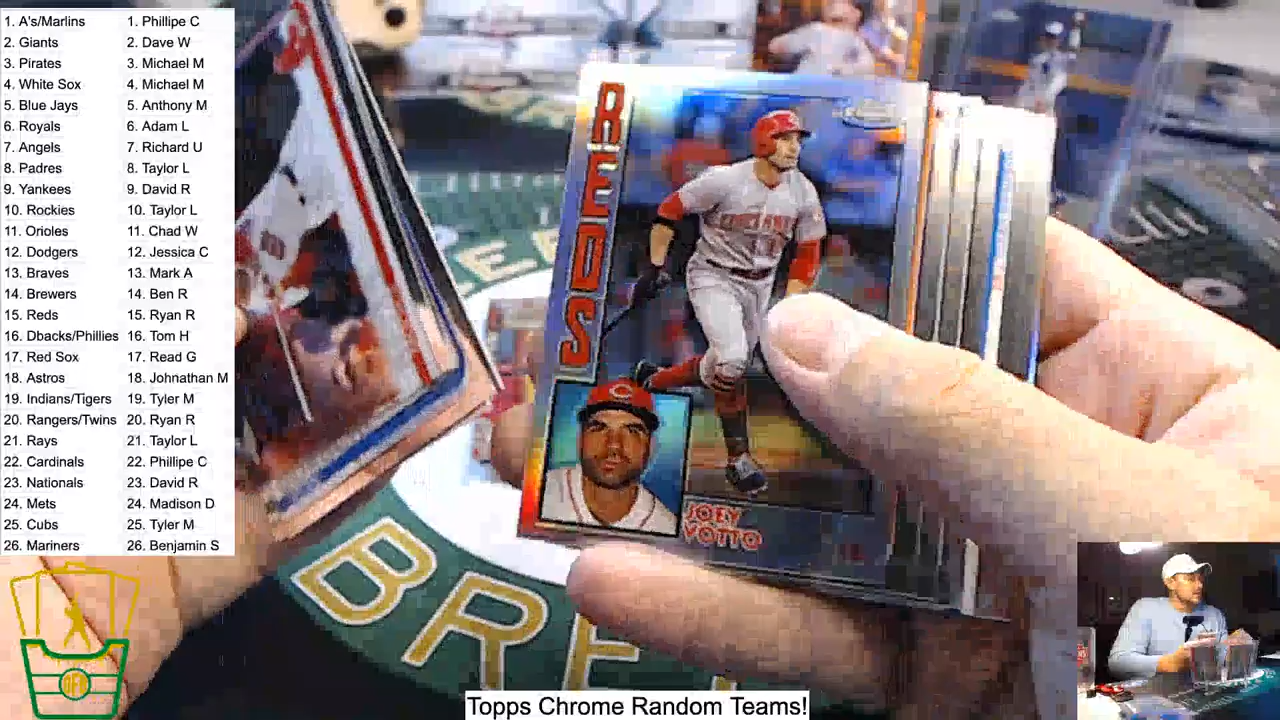 1. A's/Marlins 1. Phillipe C
2. Giants 2. Dave W
3. Pirates 3. Michael M
4. White Sox 4. Michael M
5. Blue Jays 5. Anthony M
6. Royals 6. Adam L
7. Angels 7. Richard U
8. Padres 8. Taylor L
9. Yankees 9. David R
10. Rockies 10. Taylor L
11. Orioles 11. Chad W
12. Dodgers 12. Jessica C
13. Braves 13. Mark A
14. Brewers 14. Ben R
15. Reds 15. Ryan R
16. Dbacks/Phillies 16. Tom H
17. Red Sox 17. Read G
18. Astros 18. Johnathan M
19. Indians/Tigers 19. Tyler M
20. Rangers/Twins 20. Ryan R
21. Rays 21. Taylor L
22. Cardinals 22. Phillipe C
23. Nationals 23. David R
24. Mets 24. Madison D
25. Cubs 25. Tyler M
26. Mariners 26. Benjamin S
REDS
JOEY
VOTTO
BRE
Topps Chrome Random Teams!